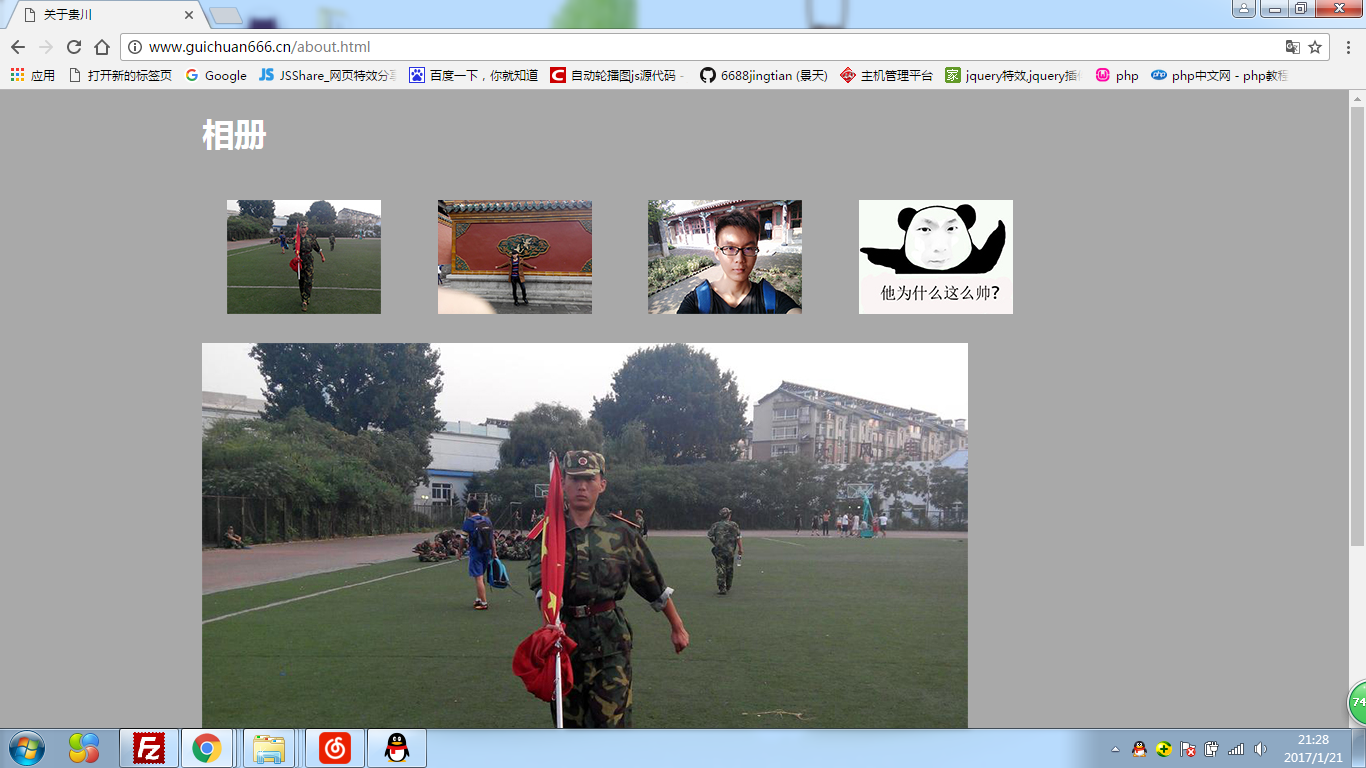 关于贵川
www.guichuan666.cn/about.html
应用 打开新的标签页 Google JSShare_网页特效分享 百度一下，你就知道 自动轮播图js源代码 - 6688jingtian (景天) 主机管理平台 jquery特效,jquery插件 php php中文网 - php教程
相册
他为什么这么帅?
74
21:28
2017/1/21